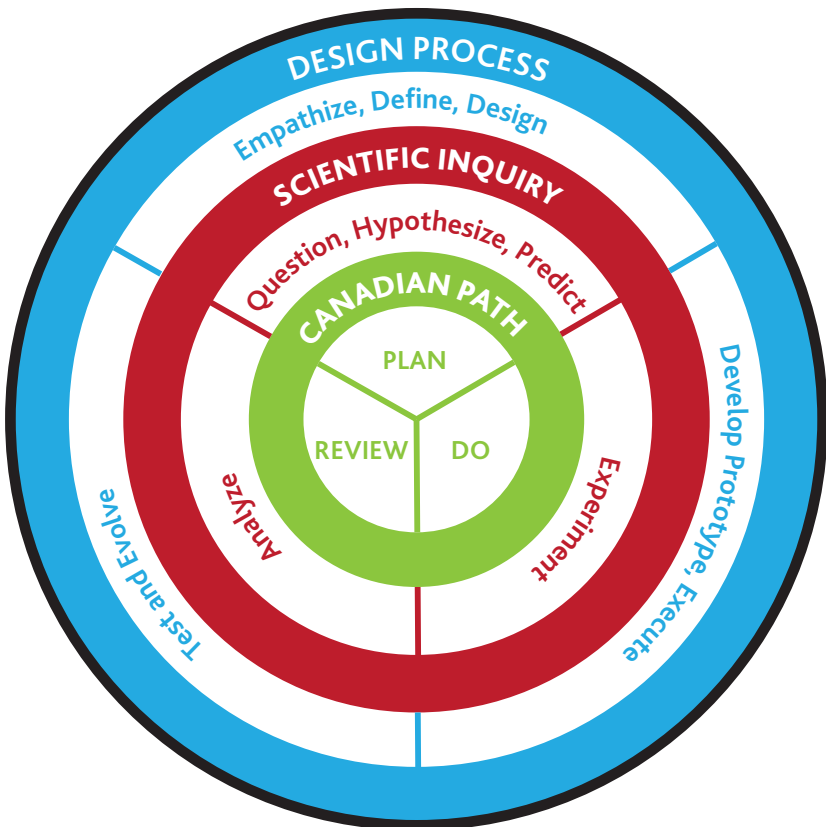 DESIGN PROCESS
Empathize, Define, Design
SCIENTIFIC INQUIRY
Question, Hypothesize, Predict
CANADIAN PATH
PLAN
REVIEW
DO
Analyze
Experiment
Test and Evolve
Develop Prototype, Execute